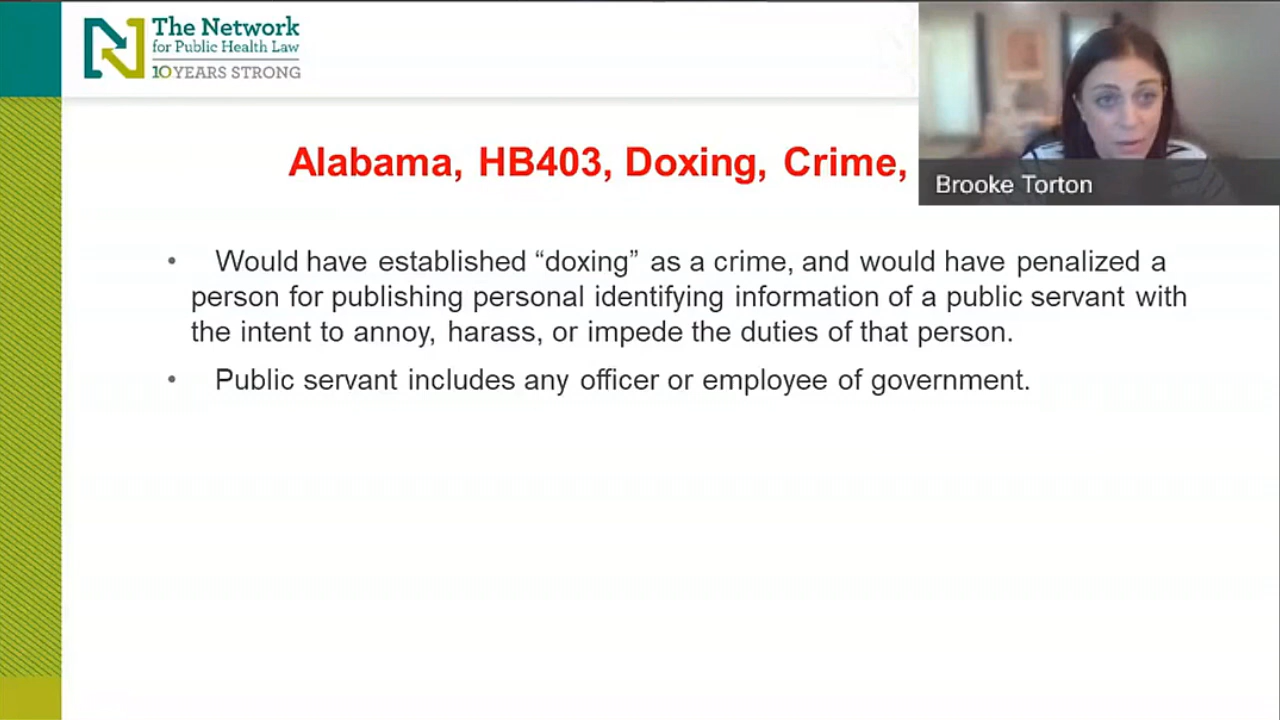 The Network
for Public Health Law
10 YEARS STRONG
Alabama, HB403, Doxing, Crime,
Brooke Torton
• Would have established “doxing” as a crime, and would have penalized a
person for publishing personal identifying information of a public servant with
the intent to annoy, harass, or impede the duties of that person.
• Public servant includes any officer or employee of government.